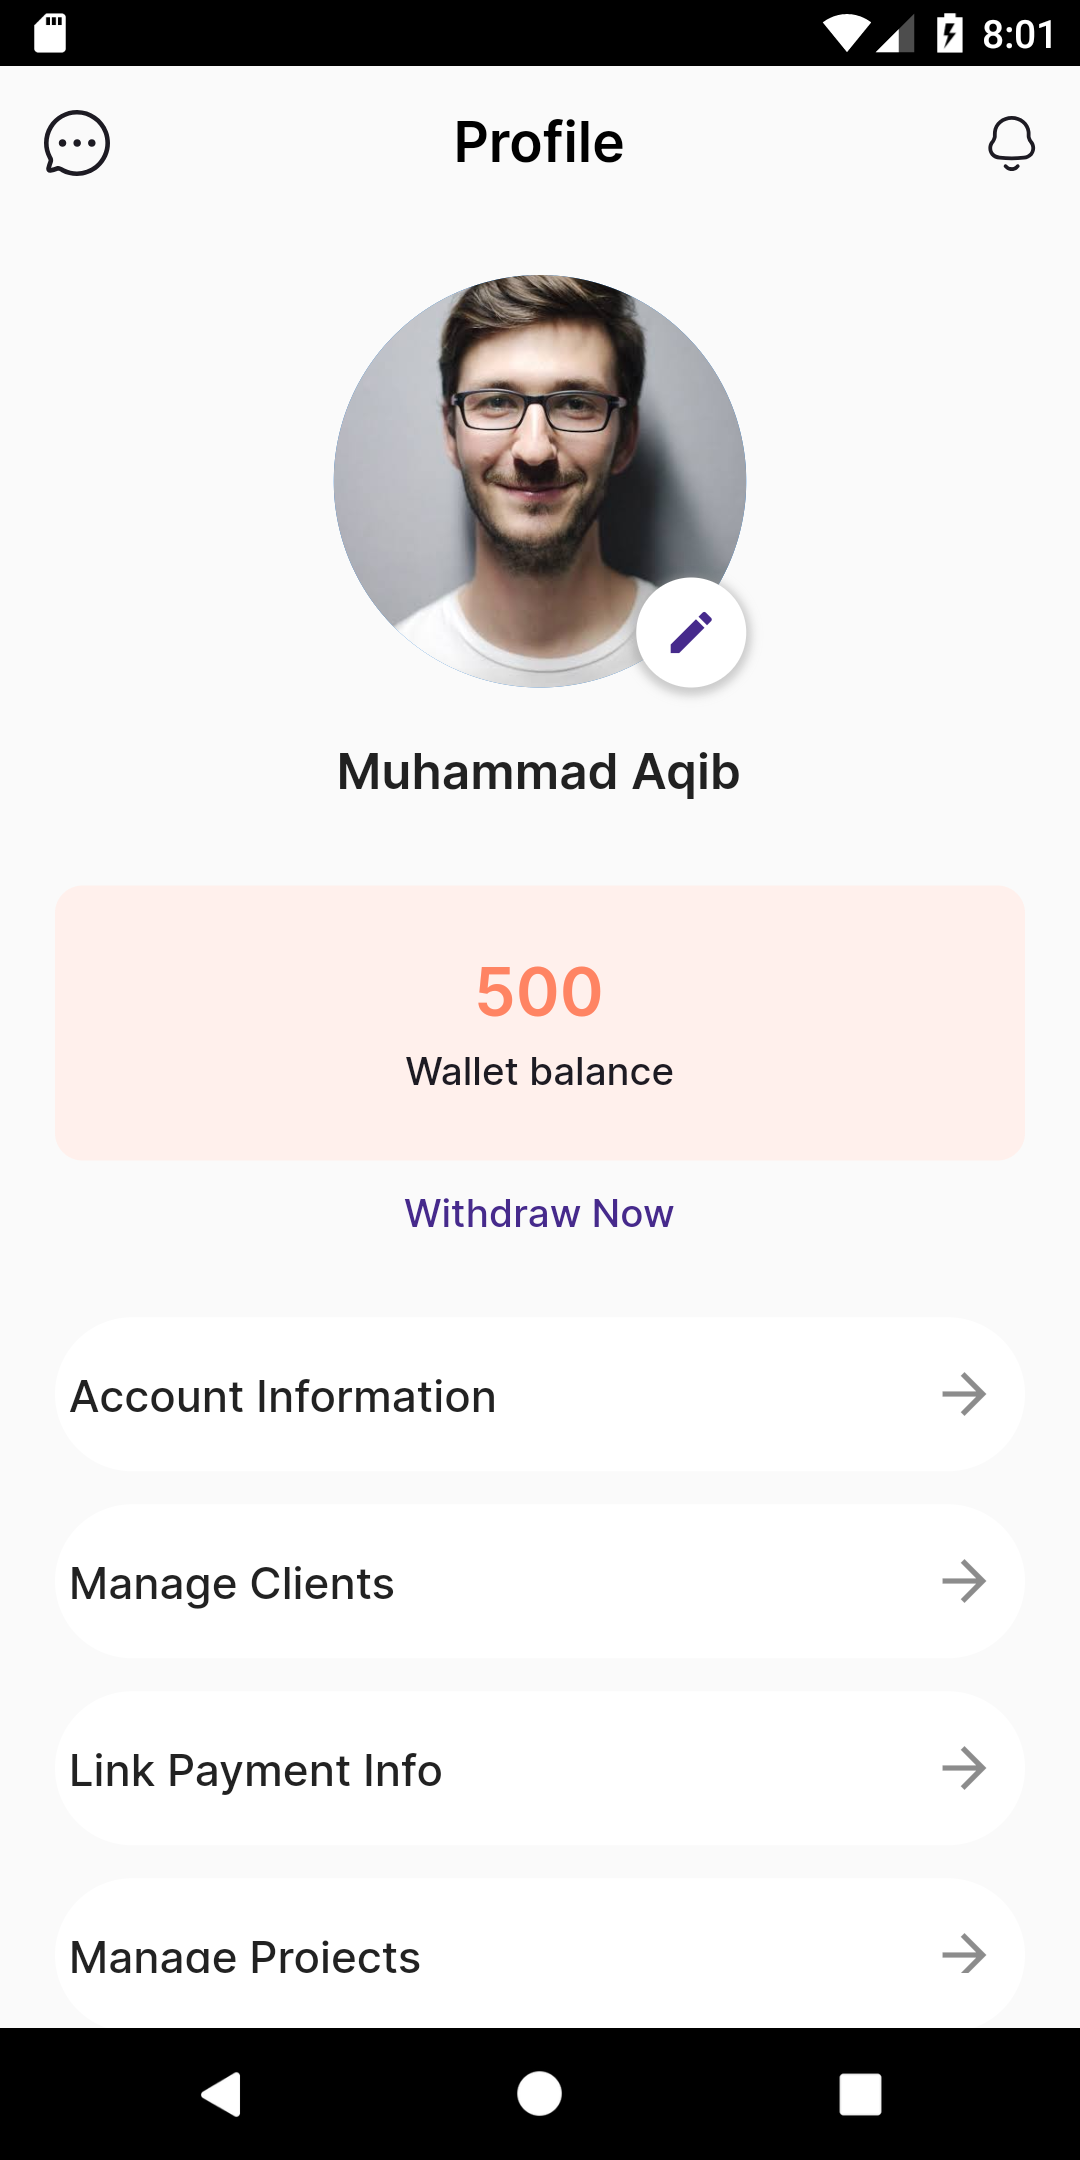 8:01
Profile
Muhammad Aqib
500
Wallet balance
Withdraw Now
Account Information
Manage Clients
Link Payment Info
Manage Projects